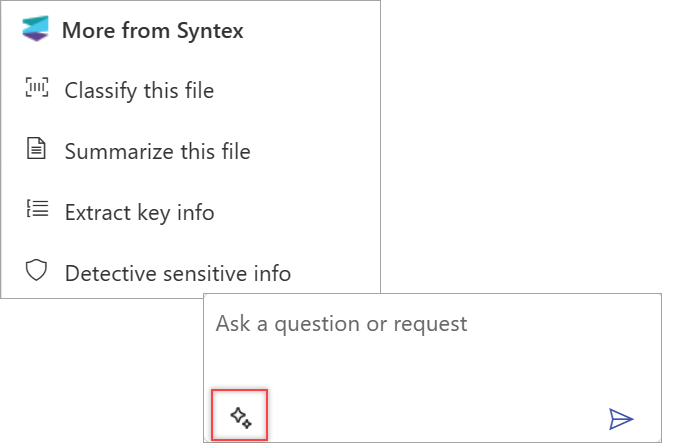 More from Syntex
Classify this file
Summarize this file
Extract key info
Detective sensitive info
Ask a question or request